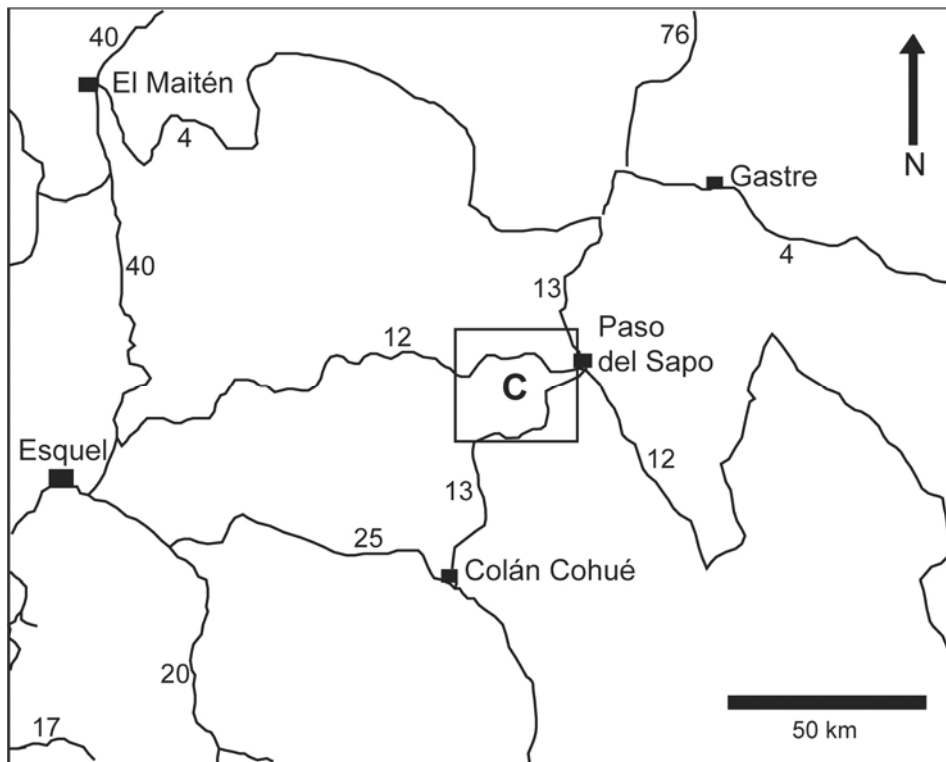 40
76
El Maitén
4
N
Gastre
40
4
13
12
Paso
del Sapo
C
Esquel
12
13
25
Colán Cohué
20
17
50 km